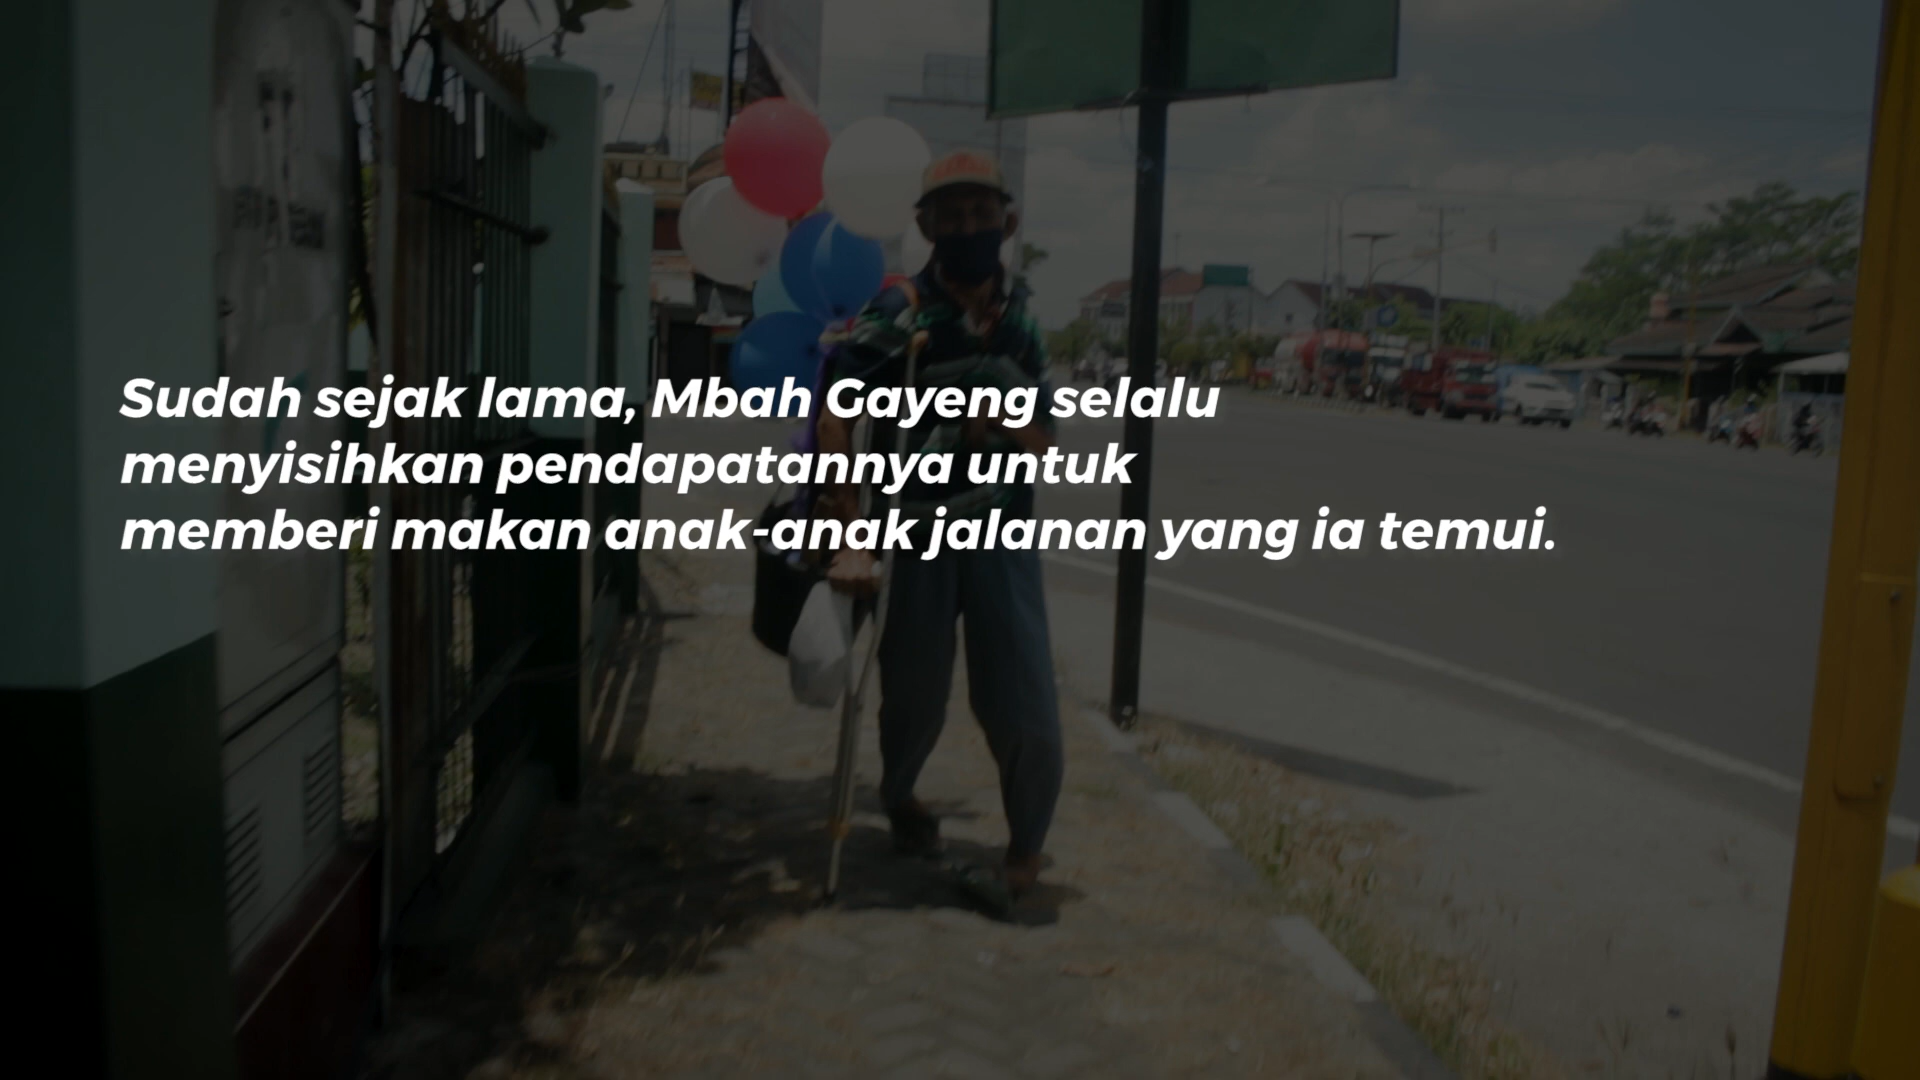 Sudah sejak lama, Mbah Gayeng selalu
menyisihkan pendapatannya untuk
memberi makan anak-anak jalanan yang ia temui.